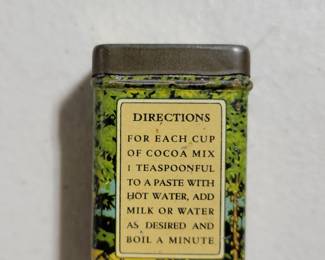 DIRECTIONS
FOR EACH CUP
OF COCOA MIX
1 TEASPOONFUL
TO A PASTE WITH
HOT WATER, ADD
MILK OR WATER
AS DESIRED AND
BOIL A MINUTE